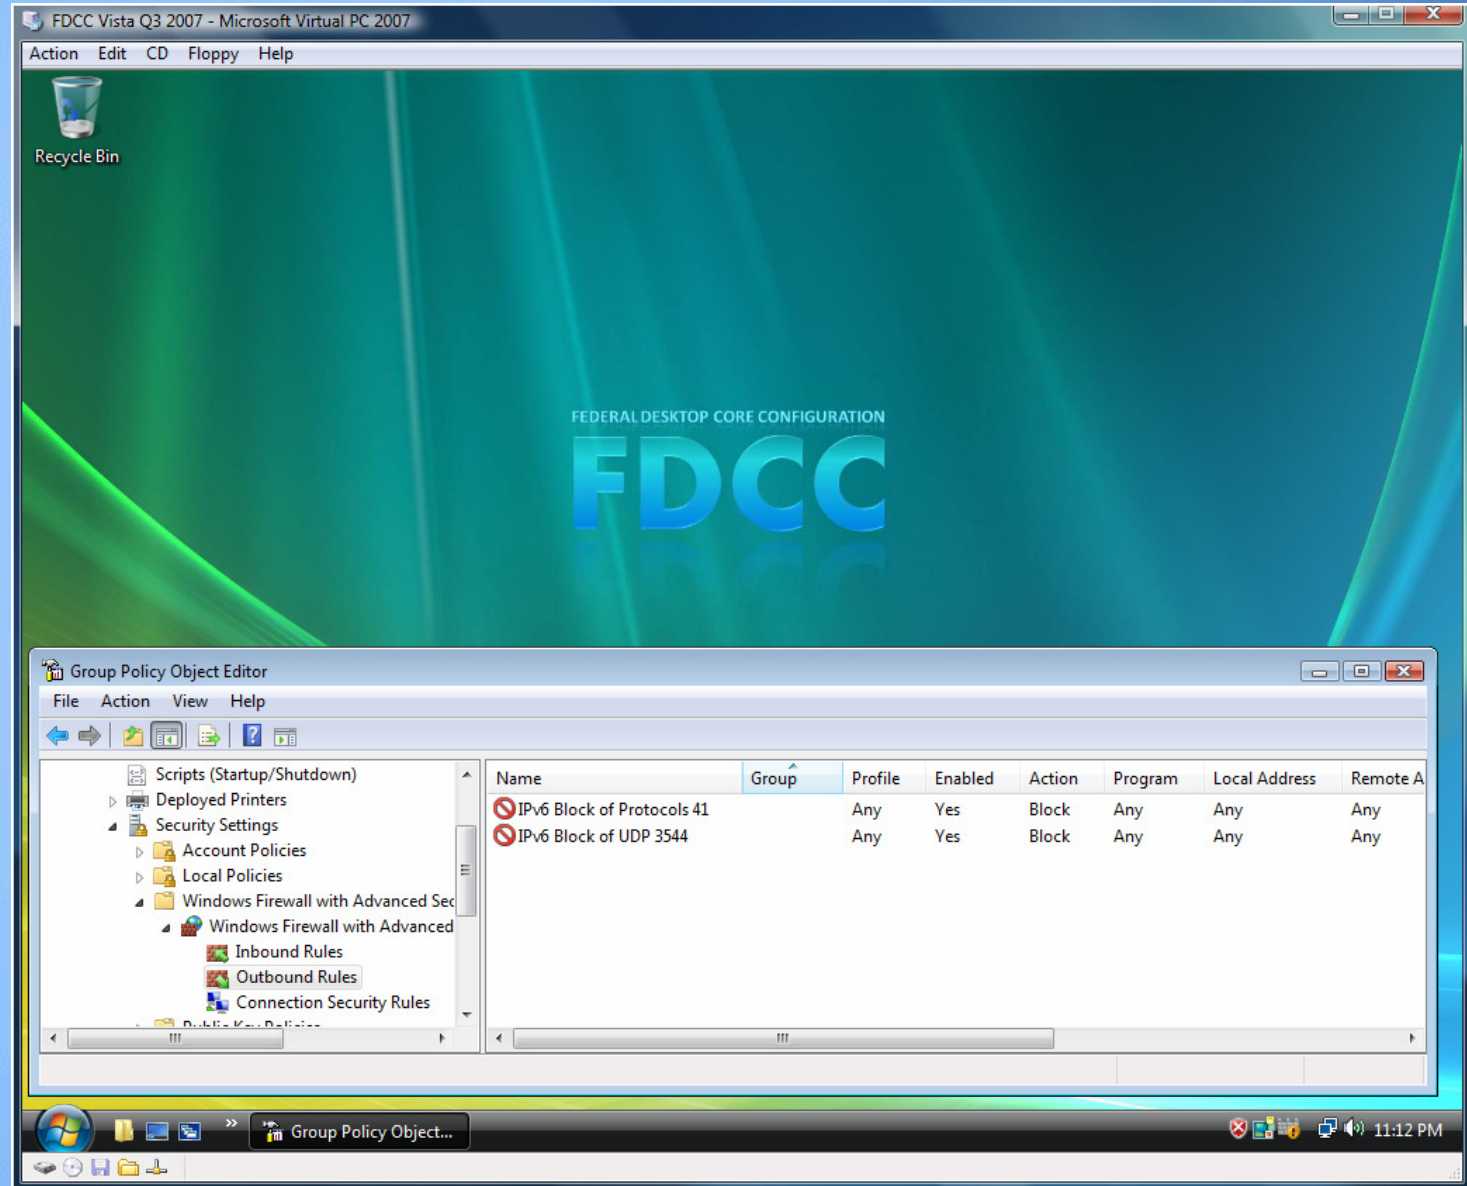 FDCC Vista Q3 2007 - Microsoft Virtual PC 2007
Action Edit CD Floppy Help
Recycle Bin
FEDERAL DESKTOP CORE CONFIGURATION
FDCC
Group Policy Object Editor
File Action View Help
Scripts (Startup/Shutdown)
Deployed Printers
Security Settings
Account Policies
Local Policies
Windows Firewall with Advanced Sec
Windows Firewall with Advanced
Inbound Rules
Outbound Rules
Connection Security Rules
Public Key Policies
Name Group Profile Enabled Action Program Local Address Remote A
IPv6 Block of Protocols 41 Any Yes Block Any Any Any
IPv6 Block of UDP 3544 Any Yes Block Any Any Any
Group Policy Object...
11:12 PM